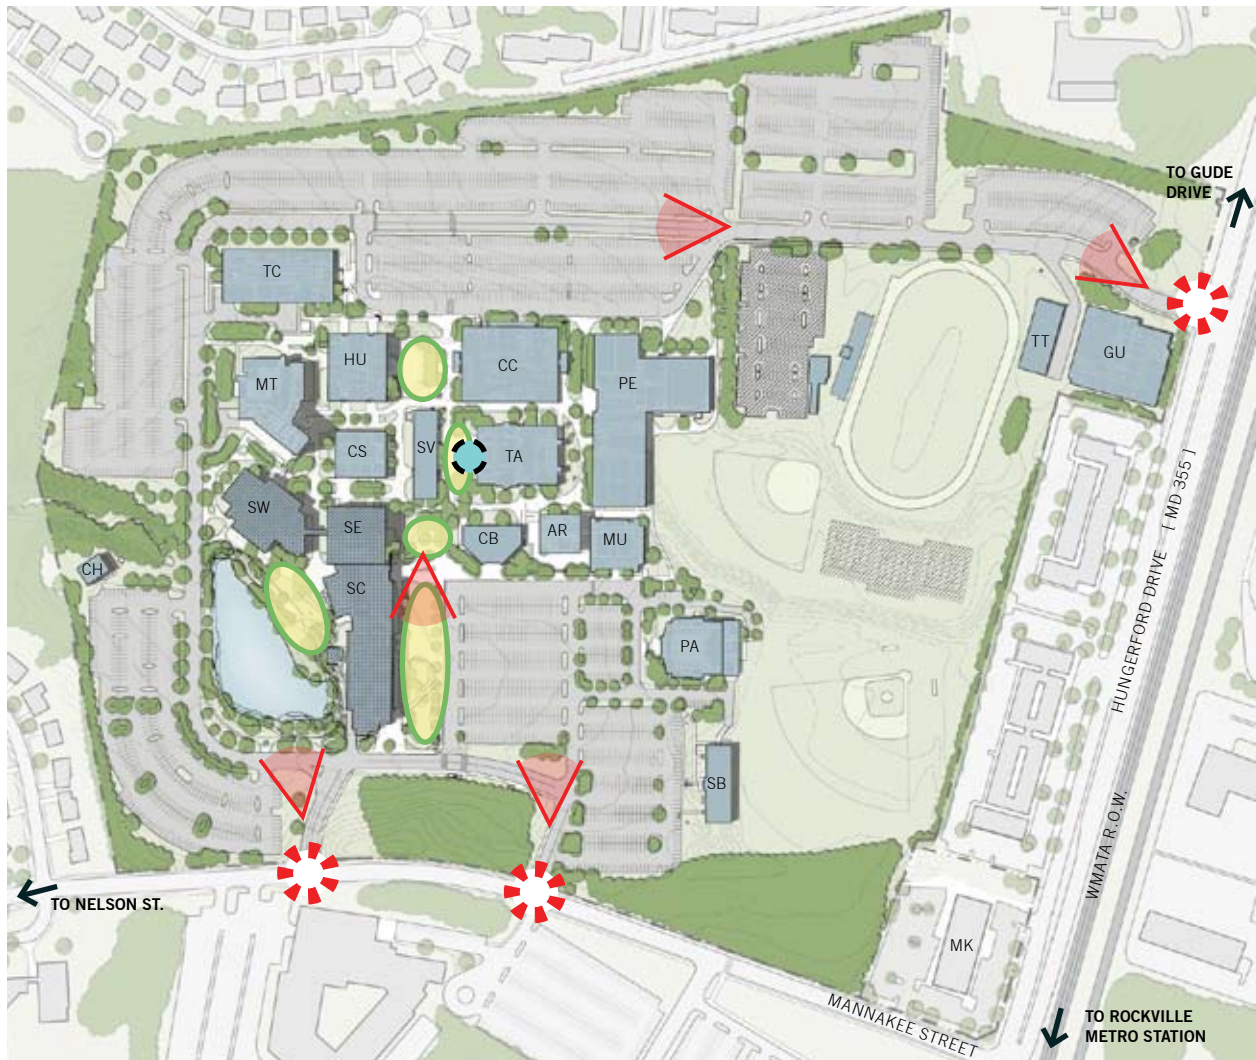 TO GUDE
DRIVE
TC
HU
CC
MT
PE
TT
GU
CS
SV
TA
SW
SE
CB
AR
MU
CH
SC
PA
SB
HUNGERFORD DRIVE [ MD 355 ]
WMATA R.O.W.
TO NELSON ST.
MK
MANNAKEE STREET
TO ROCKVILLE
METRO STATION